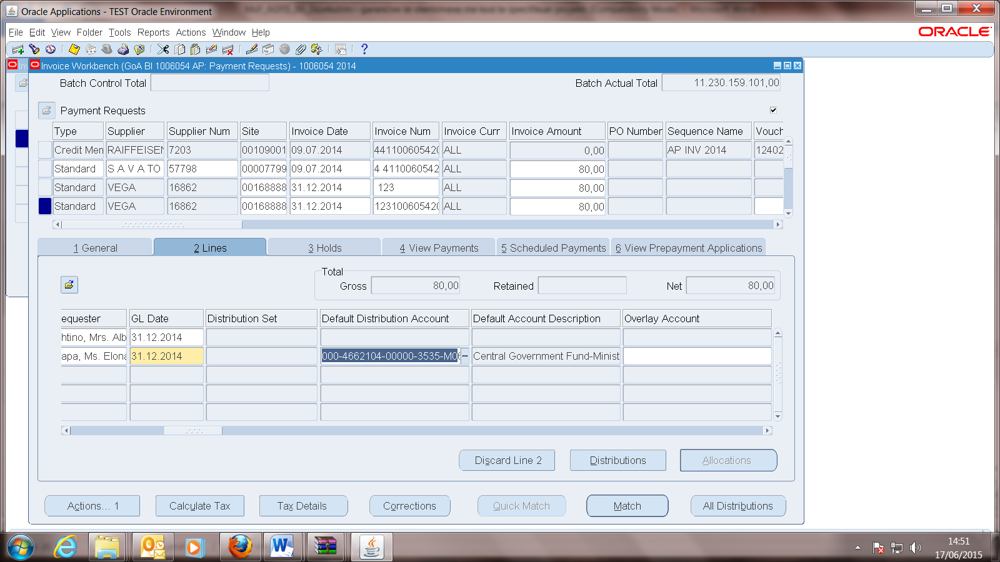 Oracle Applications - TEST Oracle Environment
File Edit View Folder Tools Reports Actions Window Help
ORACLE
Invoice Workbench (GoA BI 1006054 AP: Payment Requests) - 1006054 2014
Batch Control Total
Batch Actual Total 11.230.159.101,00
Payment Requests
Type Supplier Supplier Num Site Invoice Date Invoice Num Invoice Curr Invoice Amount PO Number Sequence Name Vouch
Credit Men RAIFFEISEN 7203 00109001 09.07.2014 441100605420 ALL 0,00 AP INV 2014 12402
Standard S A V A TO 57798 00007799 09.07.2014 4 4110060542 ALL 80,00
Standard VEGA 16862 00168888 31.12.2014 123 ALL 80,00
Standard VEGA 16862 00168888 31.12.2014 123100605420 ALL 80,00
1 General 2 Lines 3 Holds 4 View Payments 5 Scheduled Payments 6 View Prepayment Applications
Total
Gross 80,00 Retained Net 80,00
equester GL Date Distribution Set Default Distribution Account Default Account Description Overlay Account
htino, Mrs. Alb 31.12.2014
apa, Ms. Elona 31.12.2014 000-4662104-00000-3535-M06 ... Central Government Fund-Minist
Discard Line 2 Distributions Allocations
Actions... 1 Calculate Tax Tax Details Corrections Quick Match Match All Distributions
14:51
17/06/2015